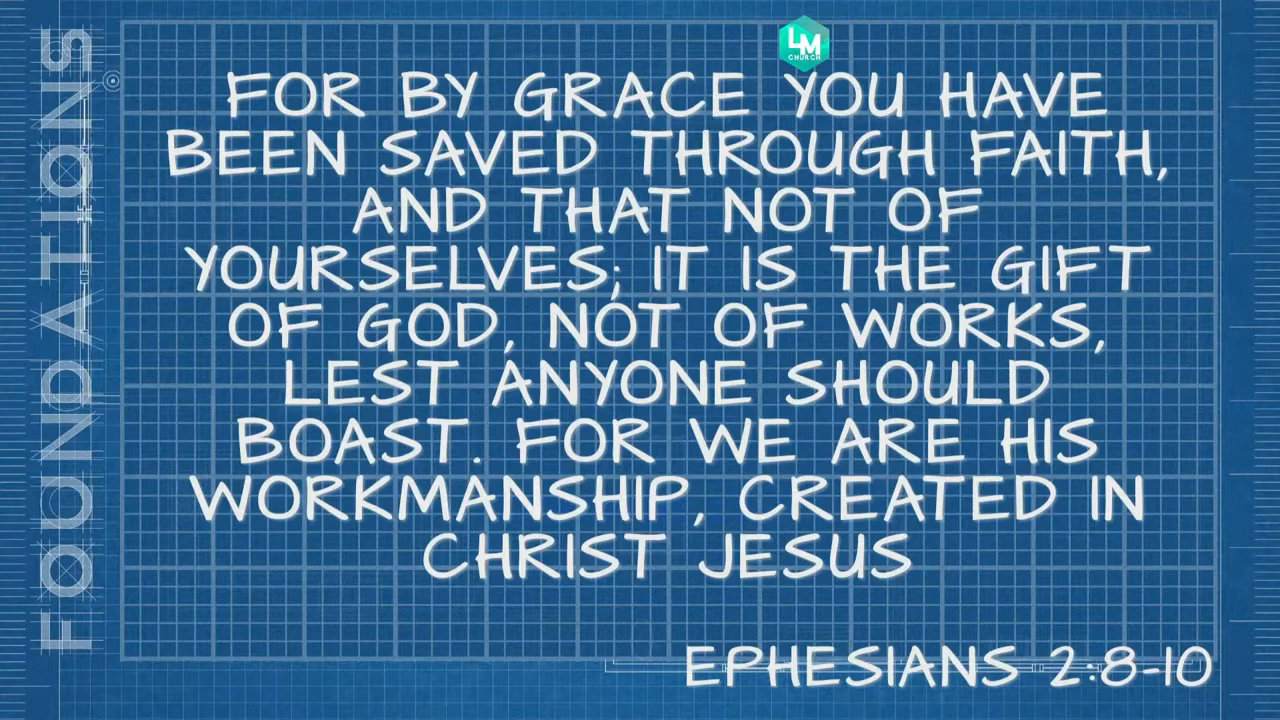 LM
CHURCH
FOUNDATIONS
FOR BY GRACE YOU HAVE
BEEN SAVED THROUGH FAITH,
AND THAT NOT OF
YOURSELVES; IT IS THE GIFT
OF GOD, NOT OF WORKS,
LEST ANYONE SHOULD
BOAST. FOR WE ARE HIS
WORKMANSHIP, CREATED IN
CHRIST JESUS
EPHESIANS 2:8-10